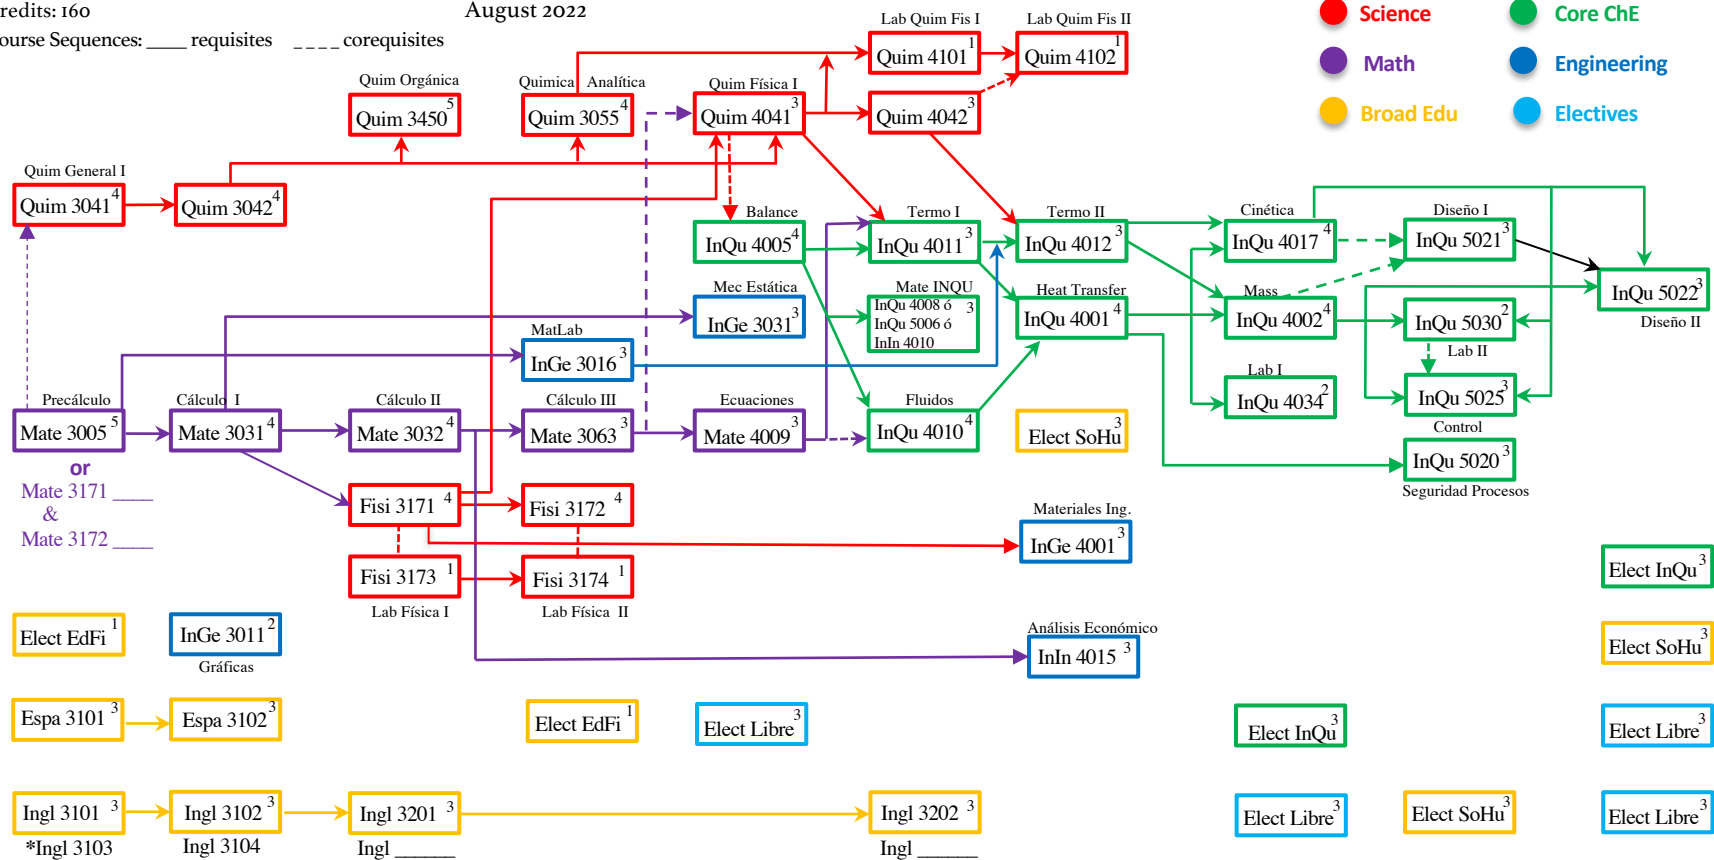 redits: 160
August 2022
ourse Sequences: ____ requisites _ _ _ _ corequisites
Science
Core ChE
Math
Engineering
Broad Edu
Electives
Lab Quim Fis I
Lab Quim Fis II
Quim 4101 1
Quim 4102 1
Quim Orgánica
Quimica Analítica
Quim Física I
Quim 3450 5
Quim 3055 4
Quim 4041 3
Quim 4042 3
Quim General I
Quim 3041 4
Quim 3042 4
Balance
Termo I
Termo II
Cinética
Diseño I
InQu 4005 4
InQu 4011 3
InQu 4012 3
InQu 4017 4
InQu 5021 3
Mec Estática
Mate INQU
Heat Transfer
Mass
InGe 3031 3
InQu 4008 ó
InQu 5006 ó
InIn 4010
3
InQu 4001 4
InQu 4002 4
InQu 5030 2
Lab II
InQu 5022 3
Diseño II
MatLab
InGe 3016 3
Lab I
InQu 4034 2
InQu 5025 3
Control
Precálculo
Cálculo I
Cálculo II
Cálculo III
Ecuaciones
Fluidos
Mate 3005 5
Mate 3031 4
Mate 3032 4
Mate 3063 3
Mate 4009 3
InQu 4010 4
Elect SoHu 3
or
Mate 3171 ____
&
Mate 3172 ____
InQu 5020 3
Seguridad Procesos
Fisi 3171 4
Fisi 3172 4
Materiales Ing.
InGe 4001 3
Fisi 3173 1
Fisi 3174 1
Lab Física I
Lab Física II
Elect InQu 3
Elect EdFi 1
InGe 3011 2
Gráficas
Análisis Económico
InIn 4015 3
Elect SoHu 3
Espa 3101 3
Espa 3102 3
Elect EdFi 1
Elect Libre 3
Elect InQu 3
Elect Libre 3
Ingl 3101 3
Ingl 3102 3
Ingl 3201 3
Ingl 3202 3
Elect Libre 3
Elect SoHu 3
Elect Libre 3
*Ingl 3103
Ingl 3104
Ingl ______
Ingl ______